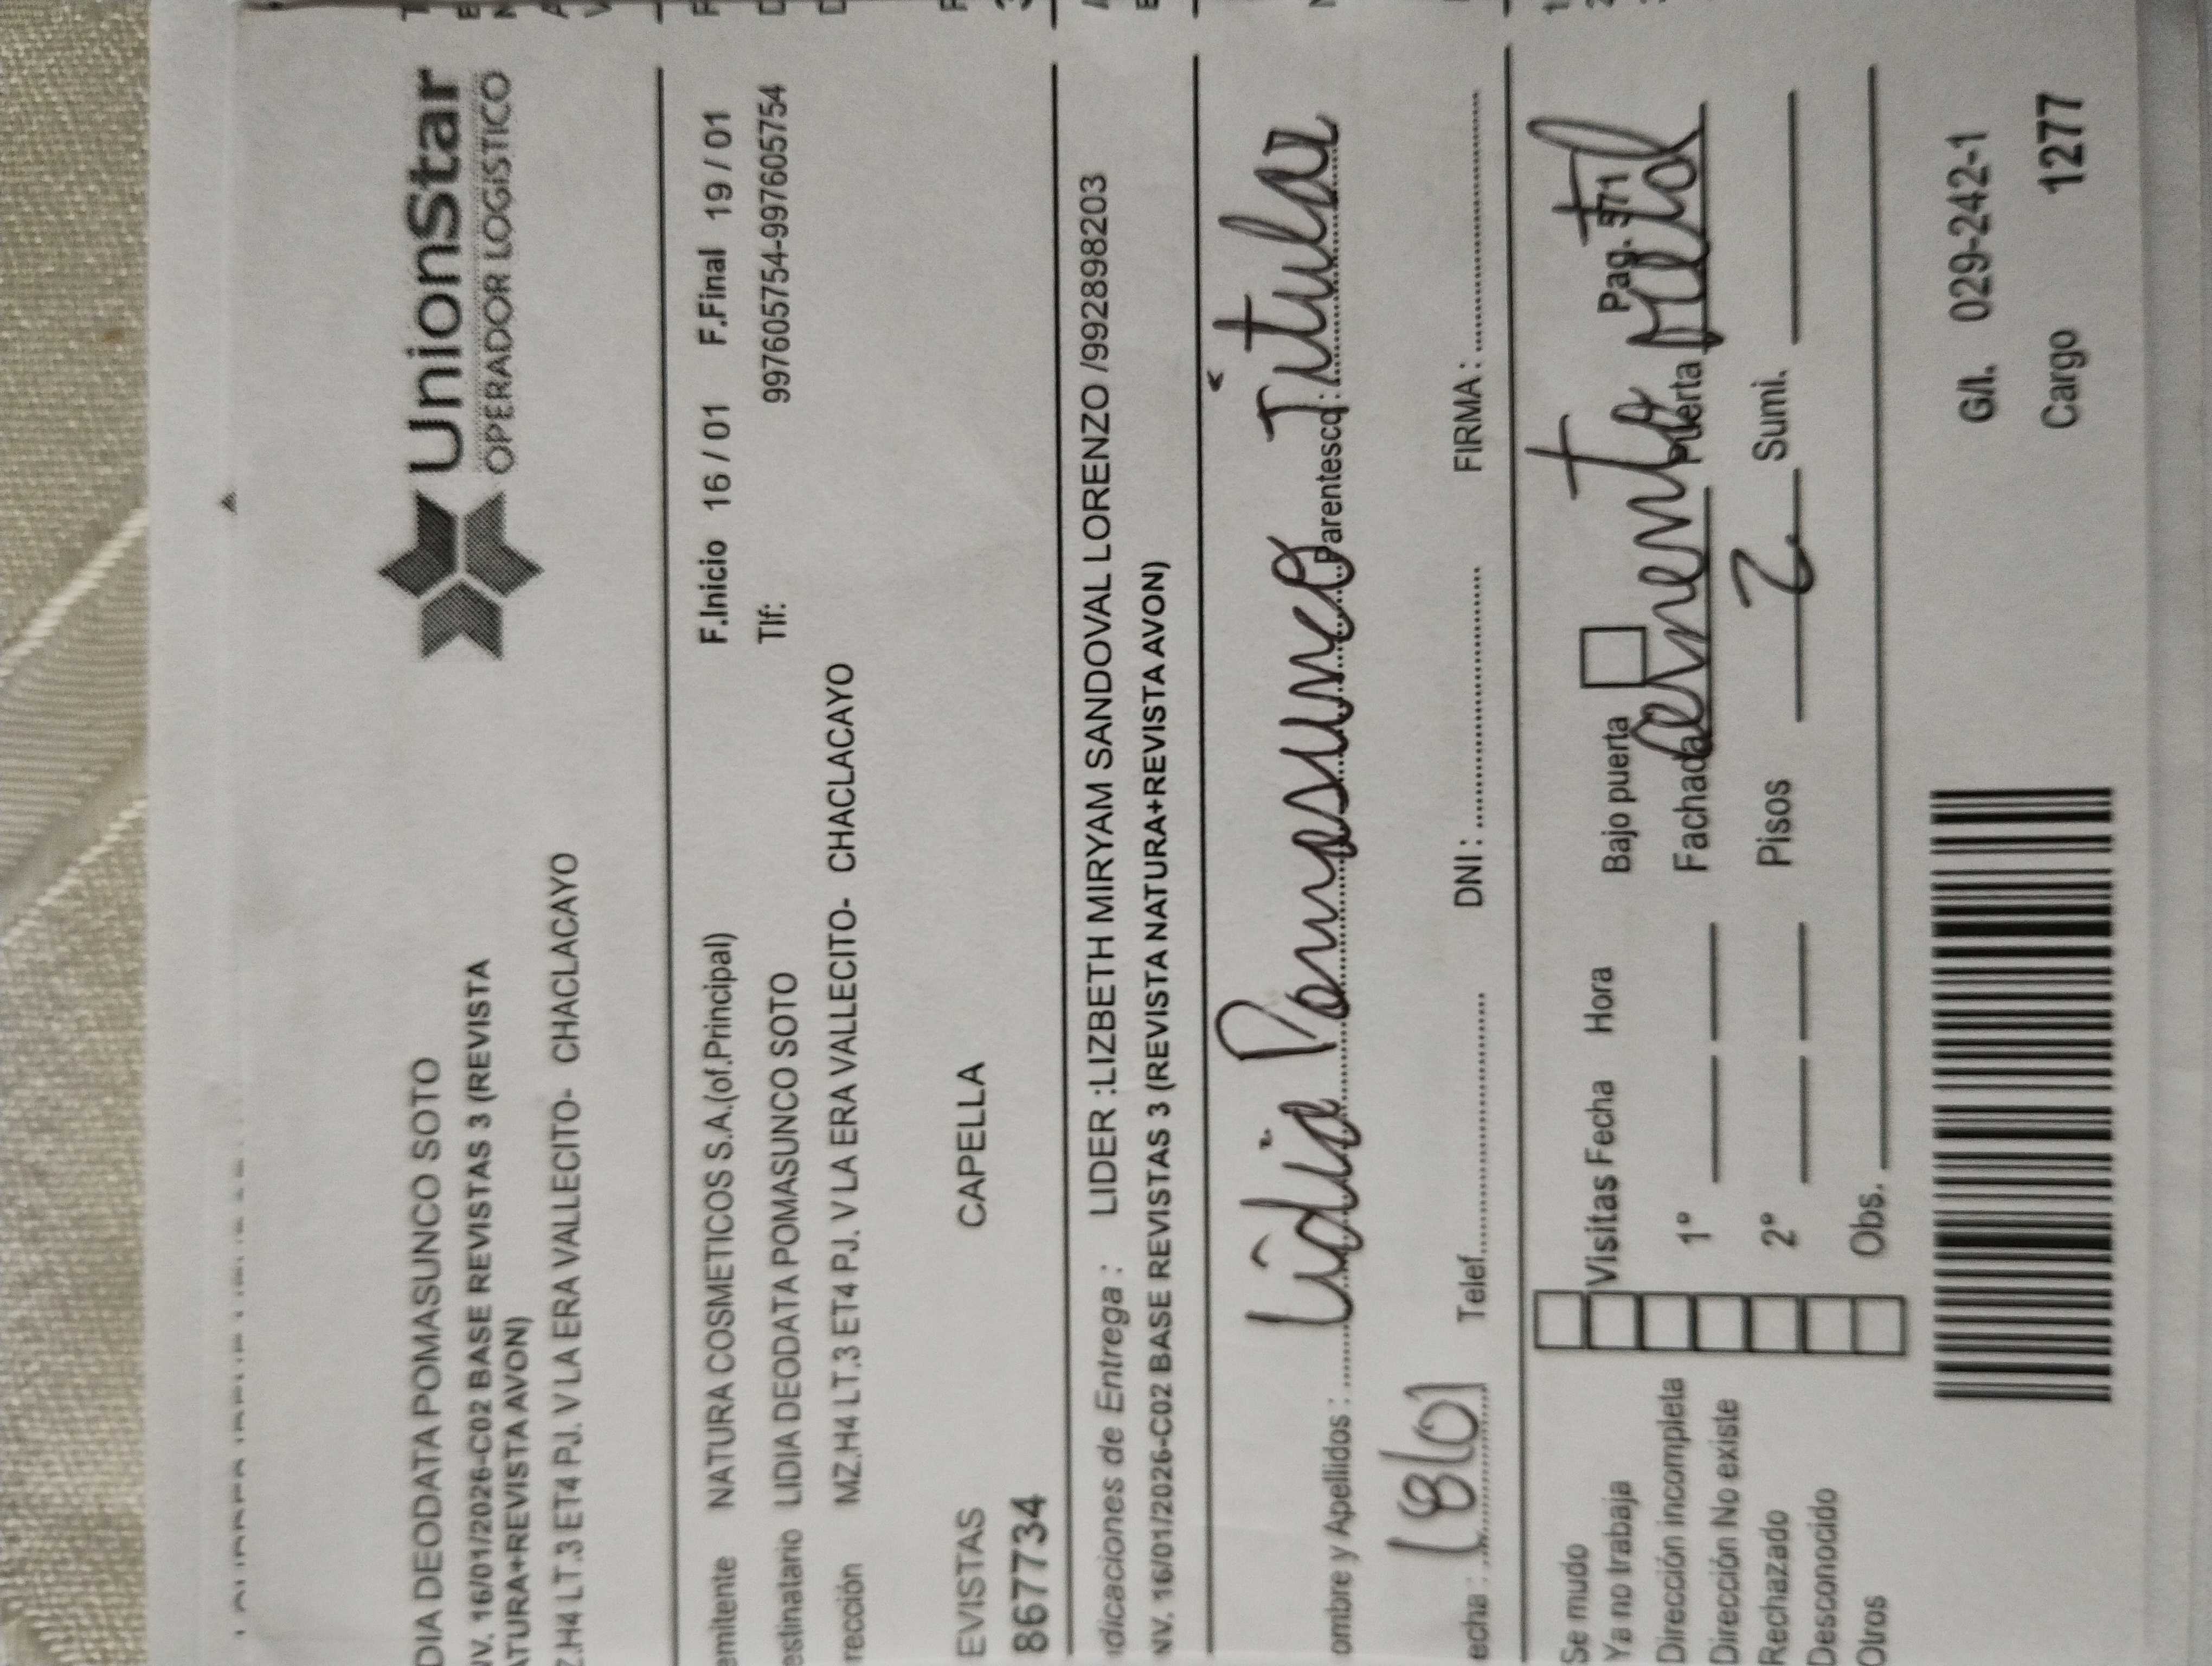 DIA DEODATA POMASUNCO SOTO
NV. 16/01/2026-C02 BASE REVISTAS 3 (REVISTA
ATURA+REVISTA AVON)
Z.H4 LT.3 ET4 PJ. V LA ERA VALLECITO- CHACLACAYO
UnionStar
OPERADOR LOGÍSTICO
emitente NATURA COSMETICOS S.A.(of.Principal) F.Inicio 16 / 01 F.Final 19 / 01
estinatario LIDIA DEODATA POMASUNCO SOTO Tlf: 997605754-997605754
rección MZ.H4 LT.3 ET4 PJ. V LA ERA VALLECITO- CHACLACAYO
EVISTAS CAPELLA
867734
dicaciones de Entrega : LIDER :LIZBETH MIRYAM SANDOVAL LORENZO /992898203
NV. 16/01/2026-C02 BASE REVISTAS 3 (REVISTA NATURA+REVISTA AVON)
ombre y Apellidos : Lidia Pomasunco Parentesco: Titular
echa : 18/01 Telef. DNI : FIRMA :
Se mudo
Ya no trabaja
Dirección incompleta
Dirección No existe
Rechazado
Desconocido
Otros
Visitas Fecha Hora Bajo puerta Pag. 571
1º Fachada cemento Puerta Metal
2º Pisos 2 Sumi.
Obs.
G/I. 029-242-1
Cargo 1277